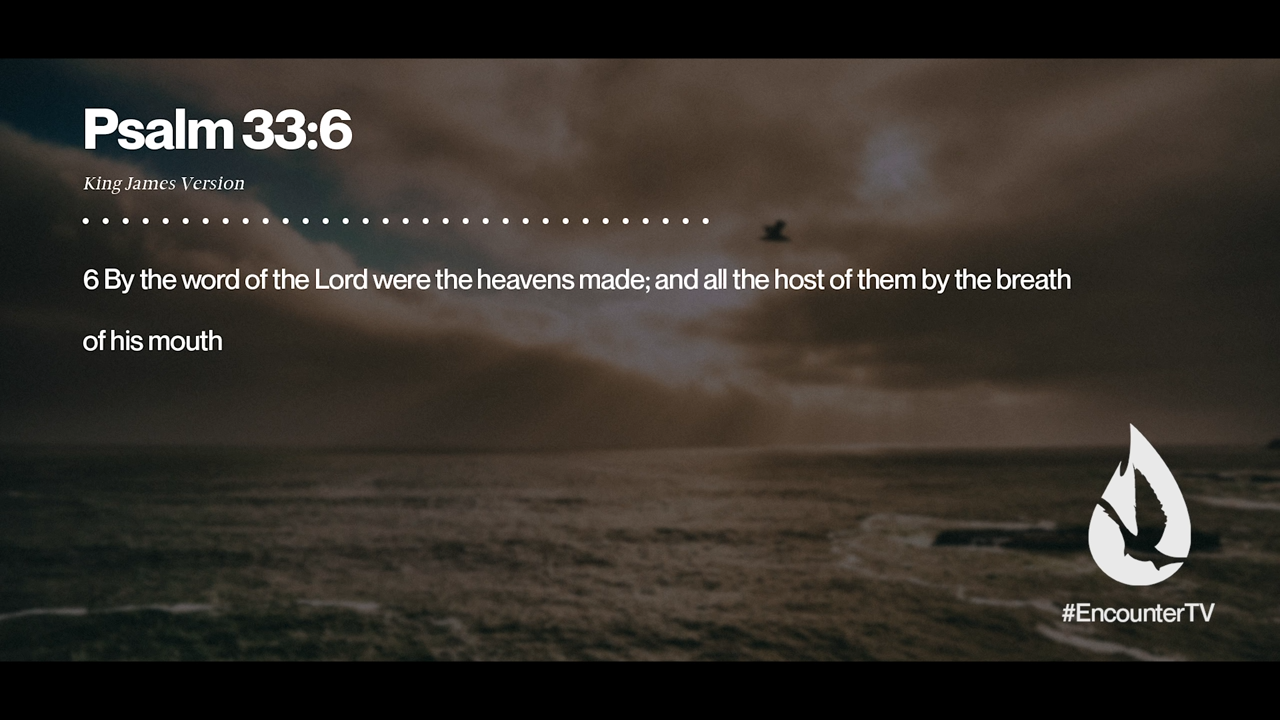 Psalm 33:6
King James Version
6 By the word of the Lord were the heavens made; and all the host of them by the breath
of his mouth
#EncounterTV